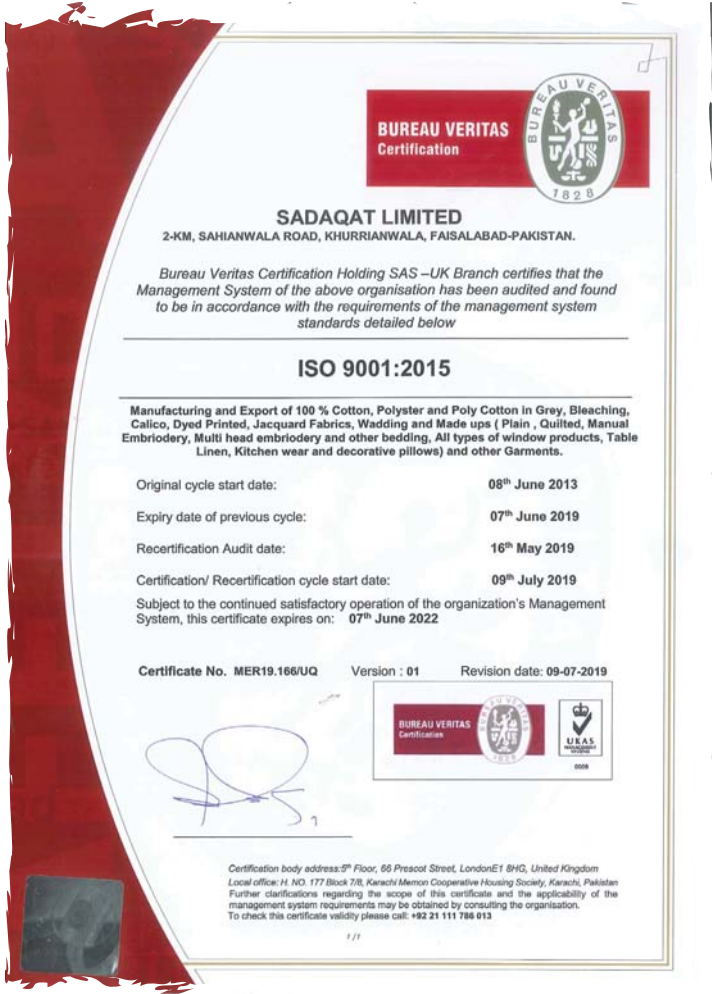 BUREAU VERITAS
Certification
BUREAU VERITAS
1828
SADAQAT LIMITED
2-KM, SAHIANWALA ROAD, KHURRIANWALA, FAISALABAD-PAKISTAN.
Bureau Veritas Certification Holding SAS –UK Branch certifies that the
Management System of the above organisation has been audited and found
to be in accordance with the requirements of the management system
standards detailed below
ISO 9001:2015
Manufacturing and Export of 100 % Cotton, Polyster and Poly Cotton in Grey, Bleaching,
Calico, Dyed Printed, Jacquard Fabrics, Wadding and Made ups ( Plain , Quilted, Manual
Embriodery, Multi head embriodery and other bedding, All types of window products, Table
Linen, Kitchen wear and decorative pillows) and other Garments.
Original cycle start date: 08th June 2013
Expiry date of previous cycle: 07th June 2019
Recertification Audit date: 16th May 2019
Certification/ Recertification cycle start date: 09th July 2019
Subject to the continued satisfactory operation of the organization's Management
System, this certificate expires on: 07th June 2022
Certificate No. MER19.166/UQ Version : 01 Revision date: 09-07-2019
BUREAU VERITAS
Certification
BUREAU VERITAS
1828
UKAS
MANAGEMENT
SYSTEMS
0008
Certification body address:5th Floor, 66 Prescot Street, LondonE1 8HG, United Kingdom
Local office: H. NO. 177 Block 7/8, Karachi Memon Cooperative Housing Society, Karachi, Pakistan
Further clarifications regarding the scope of this certificate and the applicability of the
management system requirements may be obtained by consulting the organisation.
To check this certificate validity please call: +92 21 111 786 013
1 /1